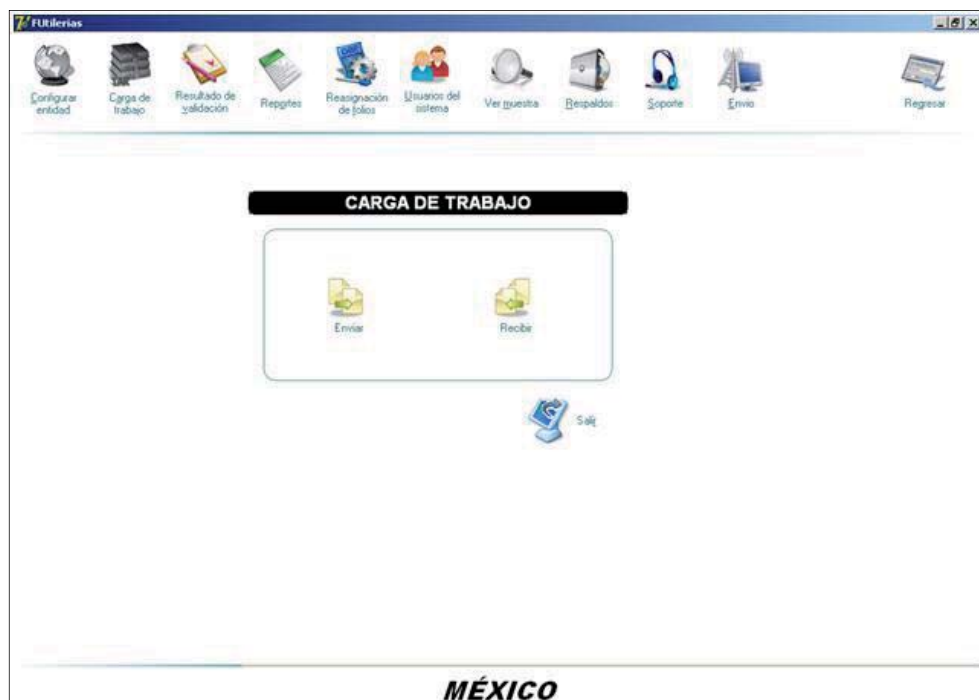 FUtilerias
Configurar
entidad
Carga de
trabajo
Resultado de
validación
Reportes
Reasignación
de folios
Usuarios del
sistema
Ver muestra
Respaldos
Soporte
Envio
Regresar
CARGA DE TRABAJO
Enviar
Recibir
Salir
MÉXICO